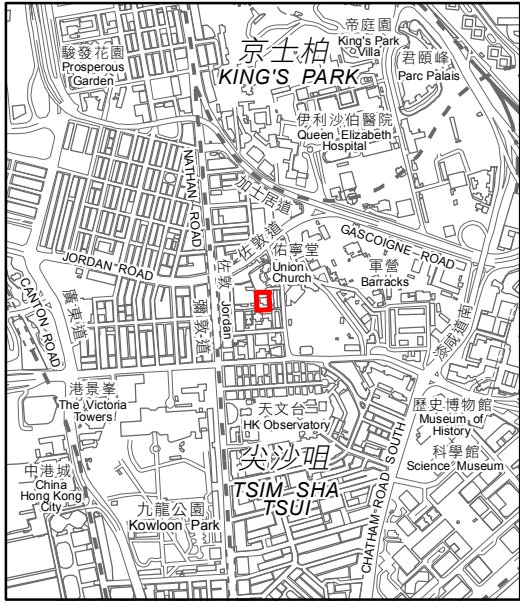 帝庭園
King's Park
Villa
駿發花園
Prosperous
Garden
京士柏
KING'S PARK
君頤峰
Parc Palais
伊利沙伯醫院
Queen Elizabeth
Hospital
NATHAN ROAD
加士居道
佐敦道
GASCOIGNE ROAD
佑寧堂
Union
Church
JORDAN ROAD
佐敦
Jordan
軍營
Barracks
CANTON ROAD
廣東道
彌敦道
漆咸道南
港景峯
The Victoria
Towers
天文台
HK Observatory
歷史博物館
Museum of
History
中港城
China
Hong Kong
City
尖沙咀
TSIM SHA
TSUI
科學館
Science Museum
CHATHAM ROAD SOUTH
九龍公園
Kowloon Park